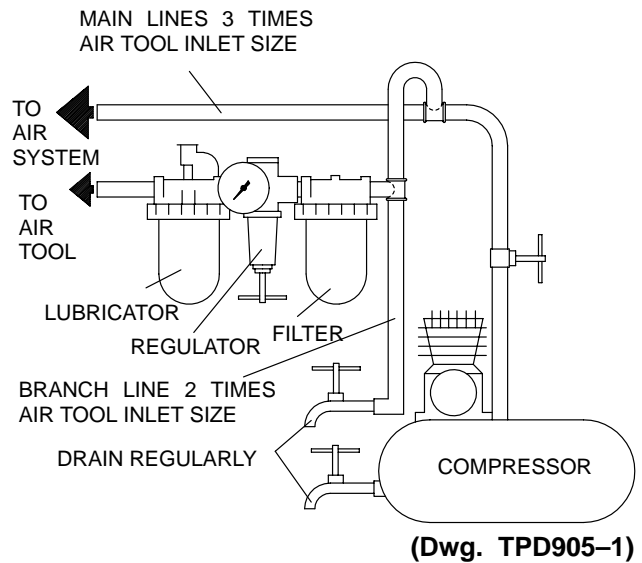 MAIN LINES 3 TIMES
AIR TOOL INLET SIZE
TO
AIR
SYSTEM
TO
AIR
TOOL
LUBRICATOR
REGULATOR
FILTER
BRANCH LINE 2 TIMES
AIR TOOL INLET SIZE
DRAIN REGULARLY
COMPRESSOR
(Dwg. TPD905–1)